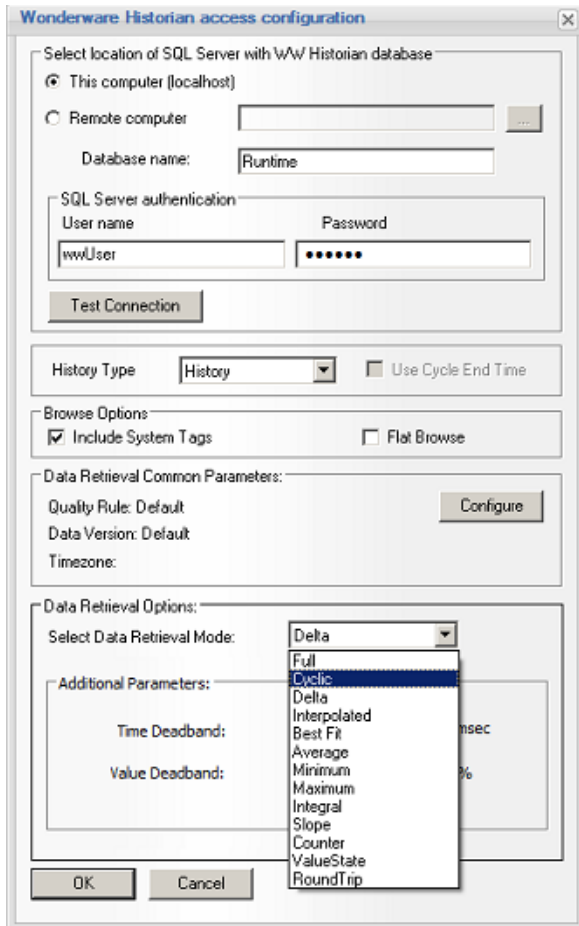 Wonderware Historian access configuration
Select location of SQL Server with WW Historian database
This computer (localhost)
Remote computer
...
Database name:
Runtime
SQL Server authentication
User name
Password
wwUser
••••••
Test Connection
History Type
History
Use Cycle End Time
Browse Options
Include System Tags
Flat Browse
Data Retrieval Common Parameters:
Quality Rule: Default
Configure
Data Version: Default
Timezone:
Data Retrieval Options:
Select Data Retrieval Mode:
Delta
Full
Cyclic
Additional Parameters:
Delta
Interpolated
Time Deadband:
msec
Best Fit
Average
Value Deadband:
%
Minimum
Maximum
Integral
Slope
Counter
ValueState
RoundTrip
OK
Cancel